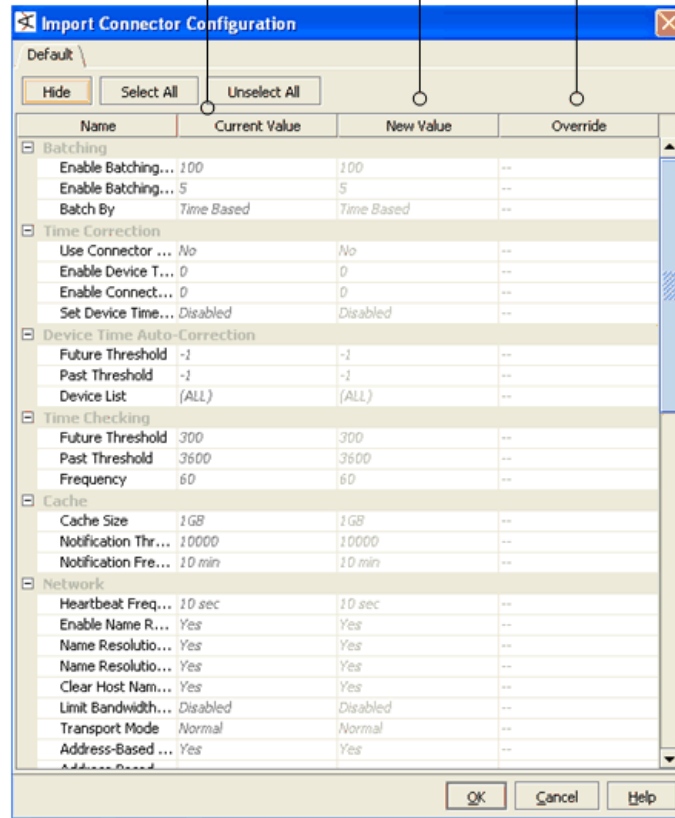 Import Connector Configuration
Default
Hide Select All Unselect All
Name Current Value New Value Override
Batching
Enable Batching... 100 100 --
Enable Batching... 5 5 --
Batch By Time Based Time Based --
Time Correction
Use Connector ... No No --
Enable Device T... 0 0 --
Enable Connect... 0 0 --
Set Device Time... Disabled Disabled --
Device Time Auto-Correction
Future Threshold -1 -1 --
Past Threshold -1 -1 --
Device List (ALL) (ALL) --
Time Checking
Future Threshold 300 300 --
Past Threshold 3600 3600 --
Frequency 60 60 --
Cache
Cache Size 1GB 1GB --
Notification Thr... 10000 10000 --
Notification Fre... 10 min 10 min --
Network
Heartbeat Freq... 10 sec 10 sec --
Enable Name R... Yes Yes --
Name Resolutio... Yes Yes --
Name Resolutio... Yes Yes --
Clear Host Nam... Yes Yes --
Limit Bandwidth... Disabled Disabled --
Transport Mode Normal Normal --
Address-Based ... Yes Yes --
OK Cancel Help